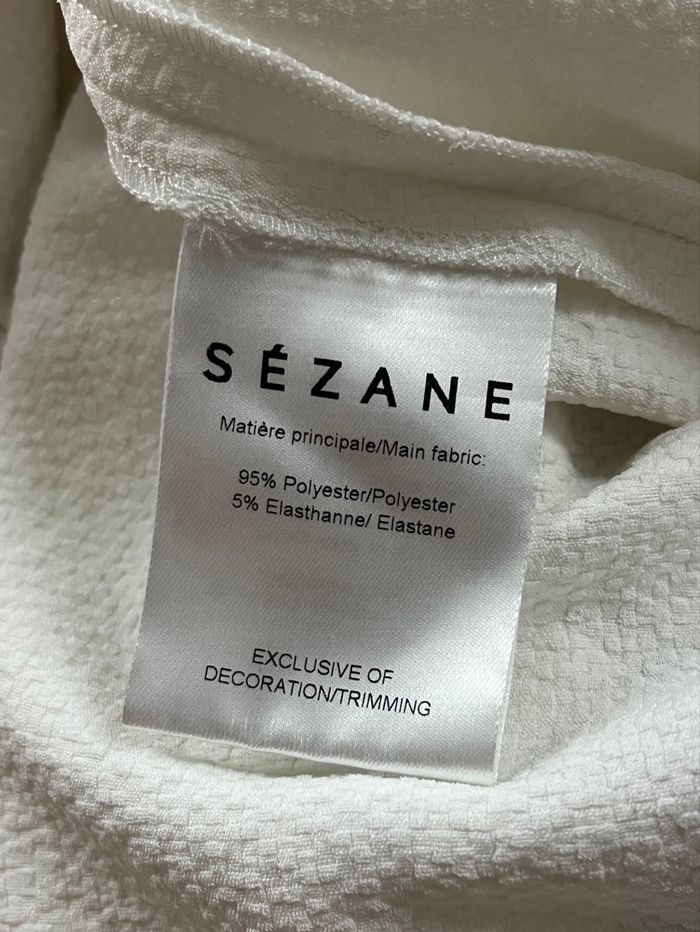 SÉZANE
Matière principale/Main fabric:
95% Polyester/Polyester
5% Elasthanne/ Elastane
EXCLUSIVE OF
DECORATION/TRIMMING